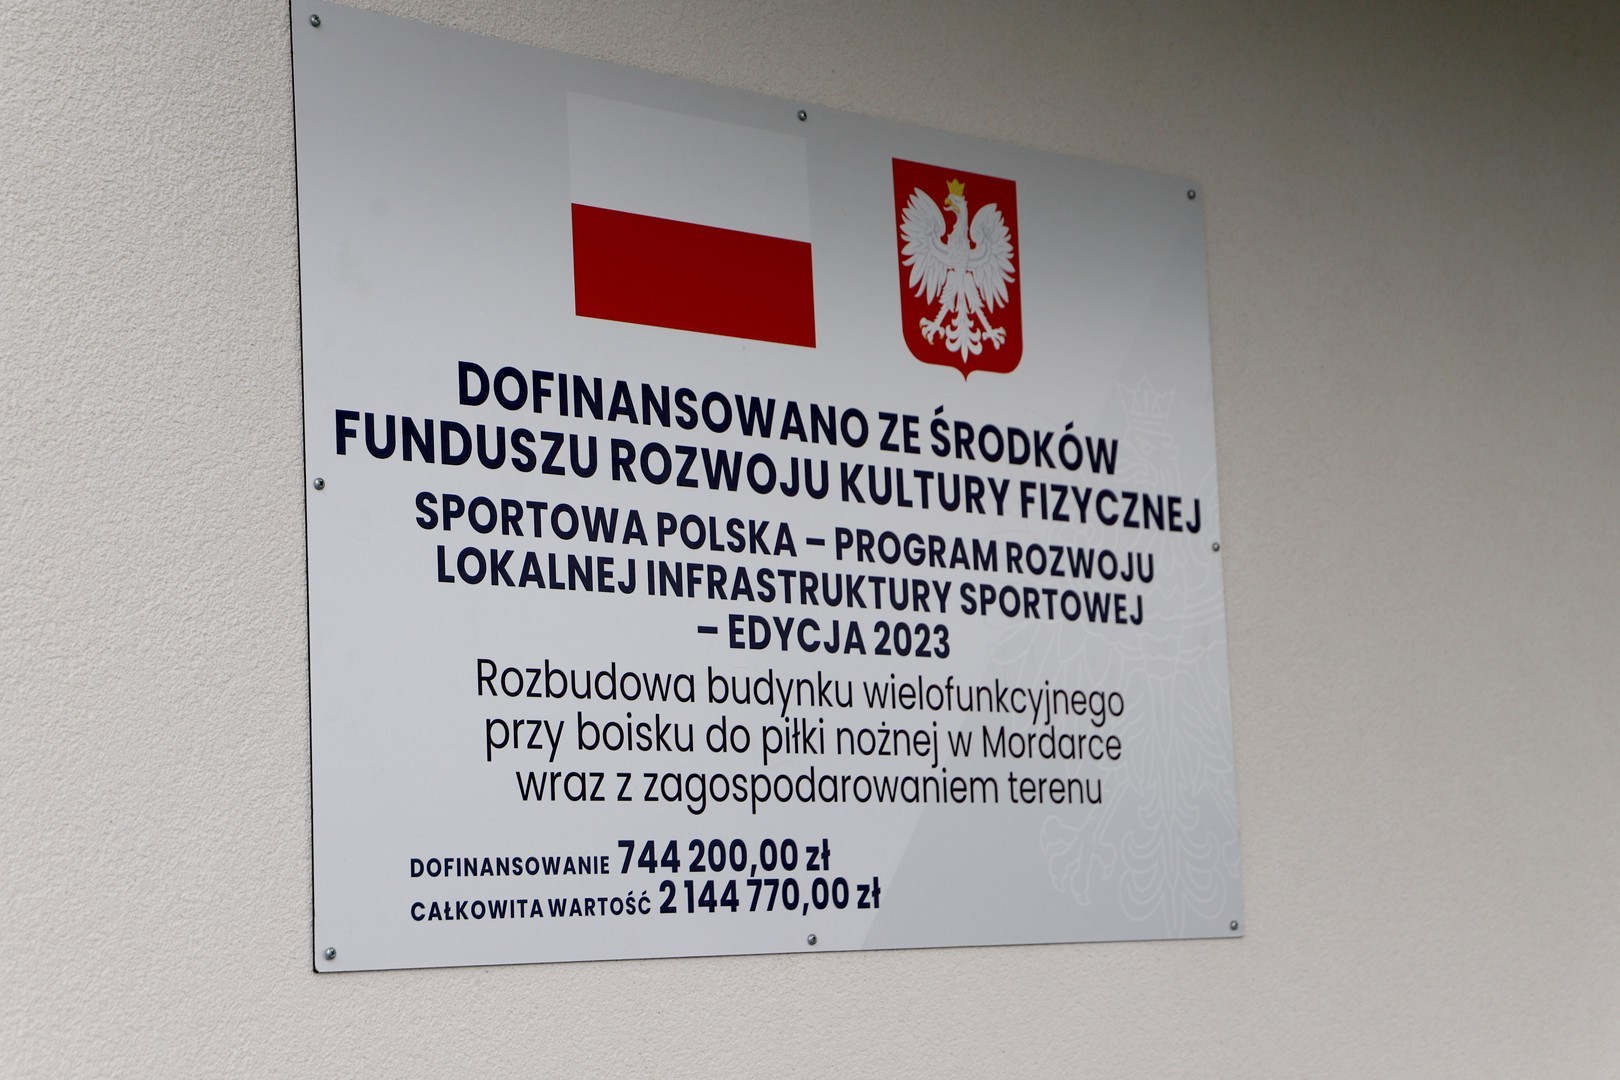 DOFINANSOWANO ZE ŚRODKÓW
FUNDUSZU ROZWOJU KULTURY FIZYCZNEJ
SPORTOWA POLSKA – PROGRAM ROZWOJU
LOKALNEJ INFRASTRUKTURY SPORTOWEJ
– EDYCJA 2023
Rozbudowa budynku wielofunkcyjnego
przy boisku do piłki nożnej w Mordarce
wraz z zagospodarowaniem terenu
DOFINANSOWANIE 744 200,00 zł
CAŁKOWITA WARTOŚĆ 2 144 770,00 zł